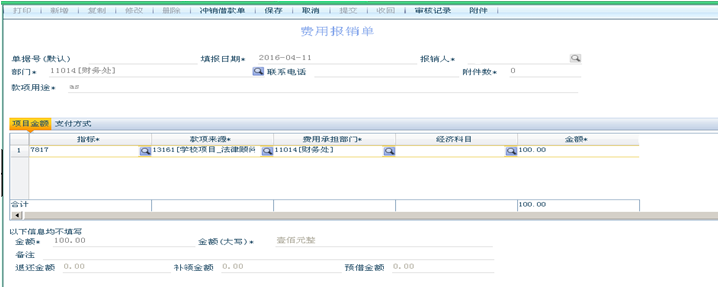 打印 新增 复制 修改 删除 冲销借款单 保存 取消 提交 收回 审核记录 附件
费用报销单
单据号(默认) 填报日期* 2016-04-11 报销人*
部门* 11014[财务处] 联系电话 附件数* 0
款项用途*
项目金额 支付方式
指标* 款项来源* 费用承担部门* 经济科目 金额*
1 7817 13161[学校项目_法律顾问 11014[财务处] 100.00
合计 100.00
以下信息均不填写
金额* 100.00 金额(大写)* 壹佰元整
备注
退还金额 0.00 补领金额 0.00 预借金额 0.00